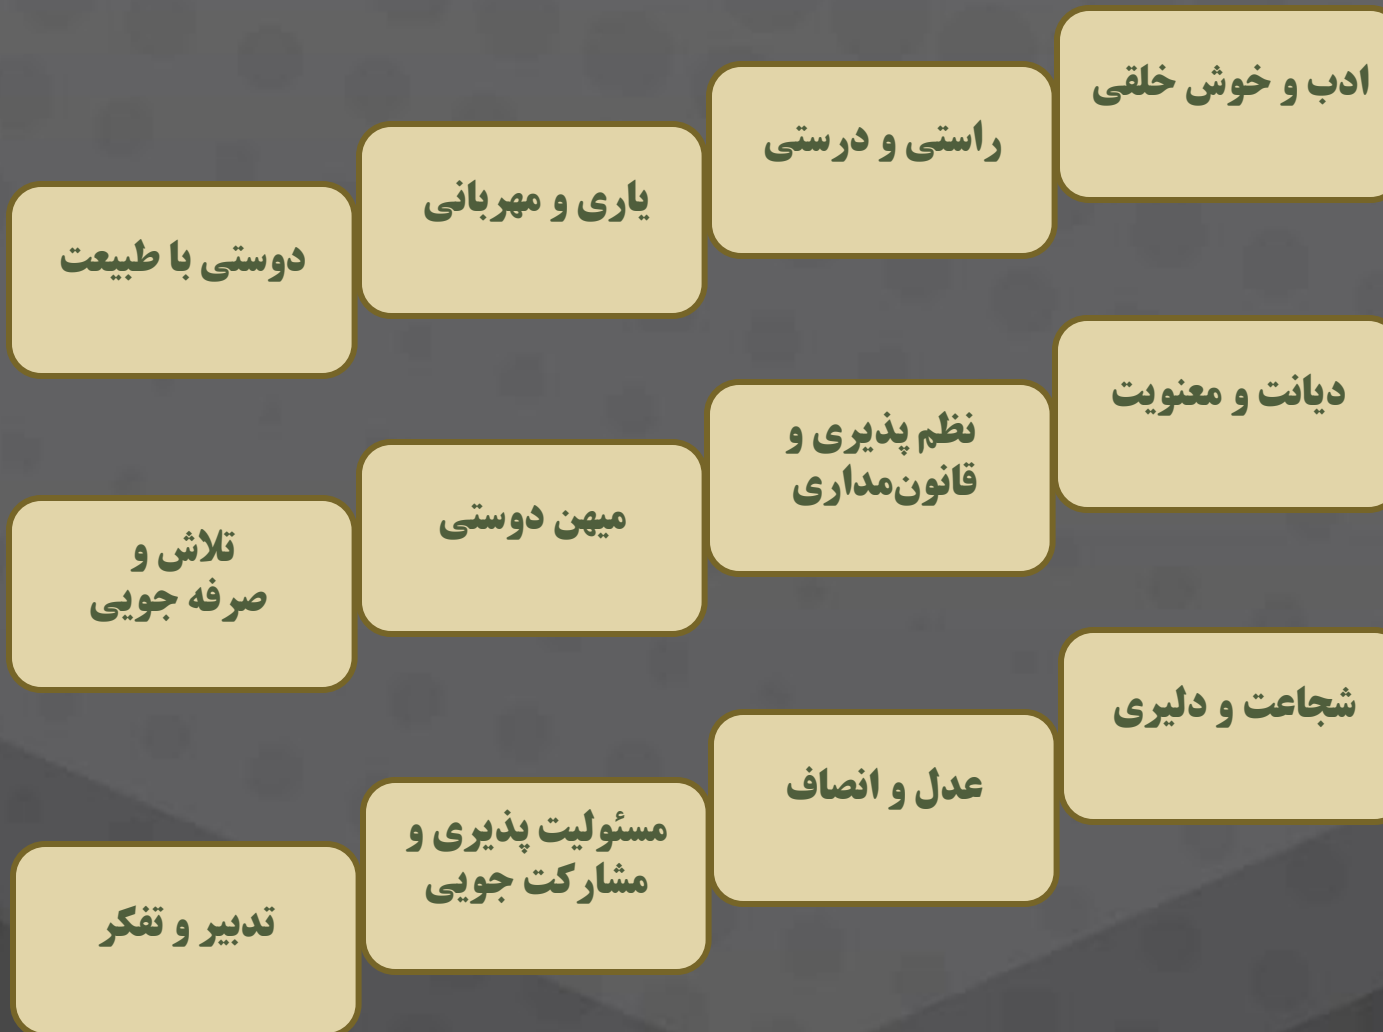 ادب و خوش خلقی
راستی و درستی
یاری و مهربانی
دوستی با طبیعت
دیانت و معنویت
نظم پذیری و
قانون‌مداری
میهن دوستی
تلاش و
صرفه جویی
شجاعت و دلیری
عدل و انصاف
مسئولیت پذیری و
مشارکت جویی
تدبیر و تفکر